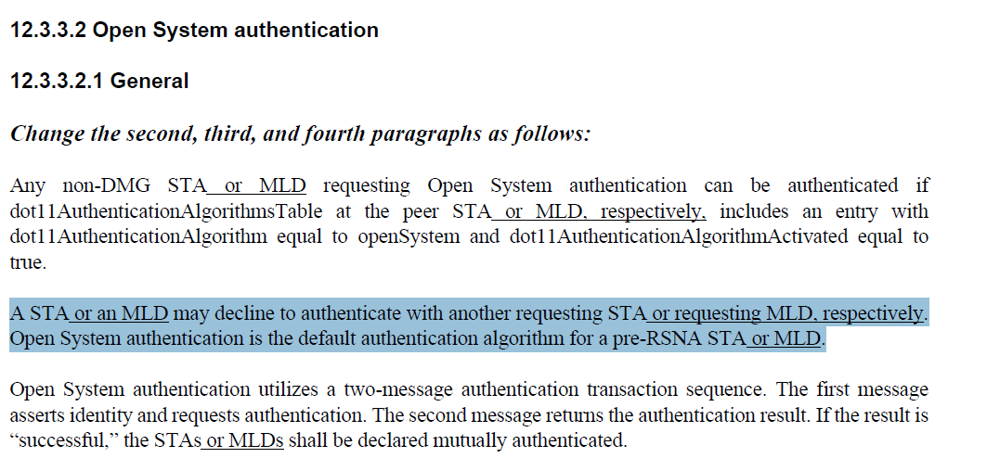 12.3.3.2 Open System authentication
12.3.3.2.1 General
Change the second, third, and fourth paragraphs as follows:
Any non-DMG STA or MLD requesting Open System authentication can be authenticated if
dot11AuthenticationAlgorithmsTable at the peer STA or MLD, respectively, includes an entry with
dot11AuthenticationAlgorithm equal to openSystem and dot11AuthenticationAlgorithmActivated equal to
true.
A STA or an MLD may decline to authenticate with another requesting STA or requesting MLD, respectively.
Open System authentication is the default authentication algorithm for a pre-RSNA STA or MLD.
Open System authentication utilizes a two-message authentication transaction sequence. The first message
asserts identity and requests authentication. The second message returns the authentication result. If the result is
“successful,” the STAs or MLDs shall be declared mutually authenticated.